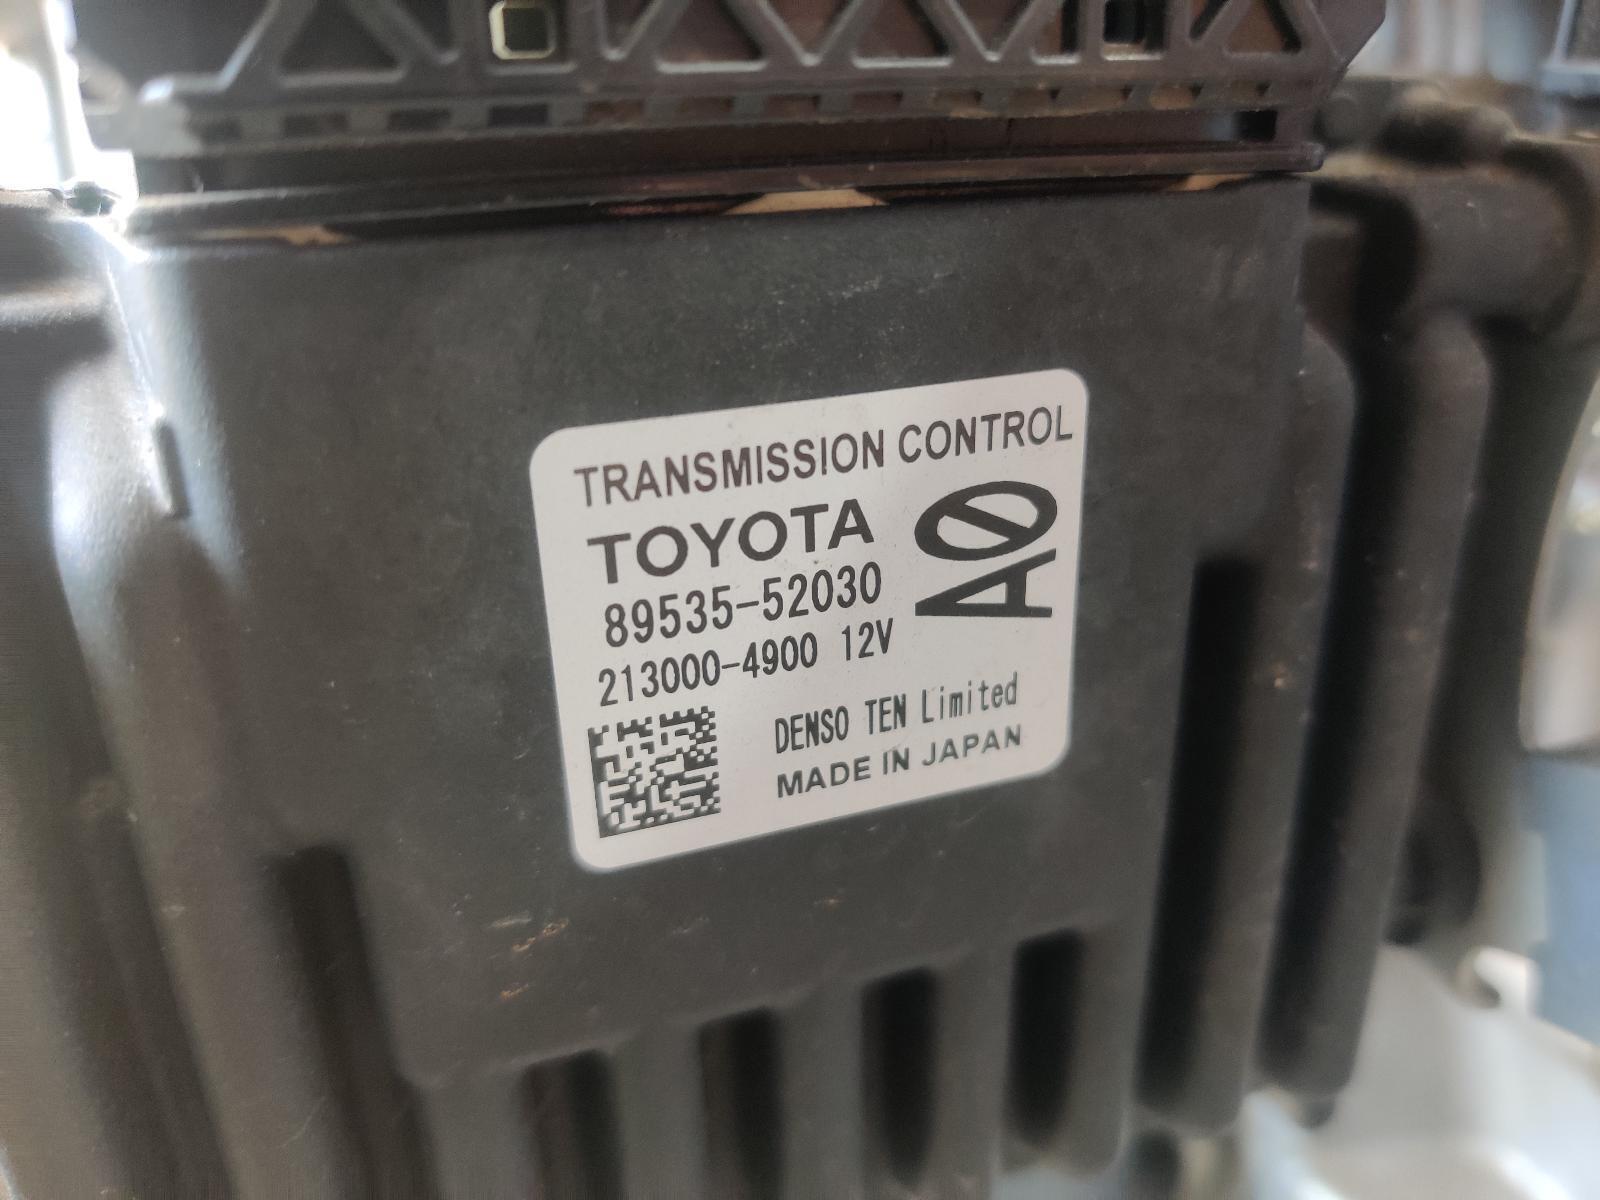 TRANSMISSION CONTROL
TOYOTA
89535-52030
213000-4900 12V
A0
DENSO TEN Limited
MADE IN JAPAN